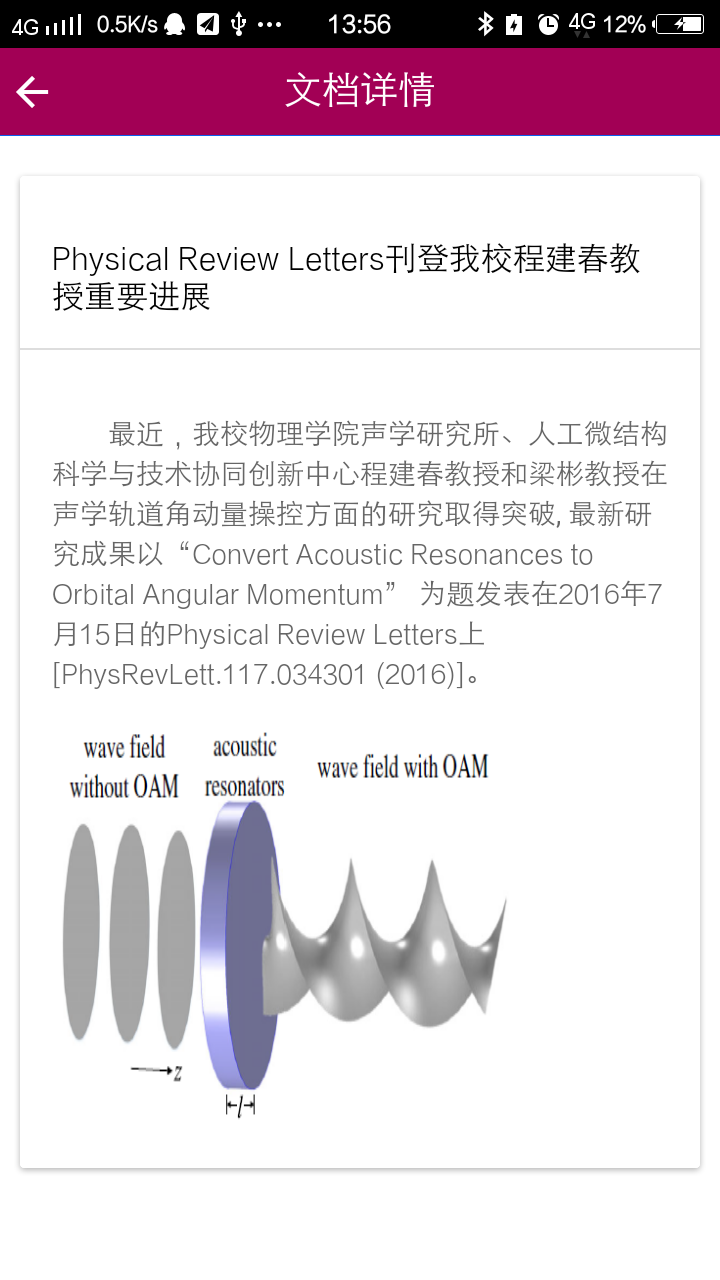 4G 0.5K/s 13:56 4G 12%
文档详情
Physical Review Letters刊登我校程建春教
授重要进展
最近，我校物理学院声学研究所、人工微结构
科学与技术协同创新中心程建春教授和梁彬教授在
声学轨道角动量操控方面的研究取得突破, 最新研
究成果以“Convert Acoustic Resonances to
Orbital Angular Momentum” 为题发表在2016年7
月15日的Physical Review Letters上
[PhysRevLett.117.034301 (2016)]。
wave field
without OAM
acoustic
resonators
wave field with OAM
z
l